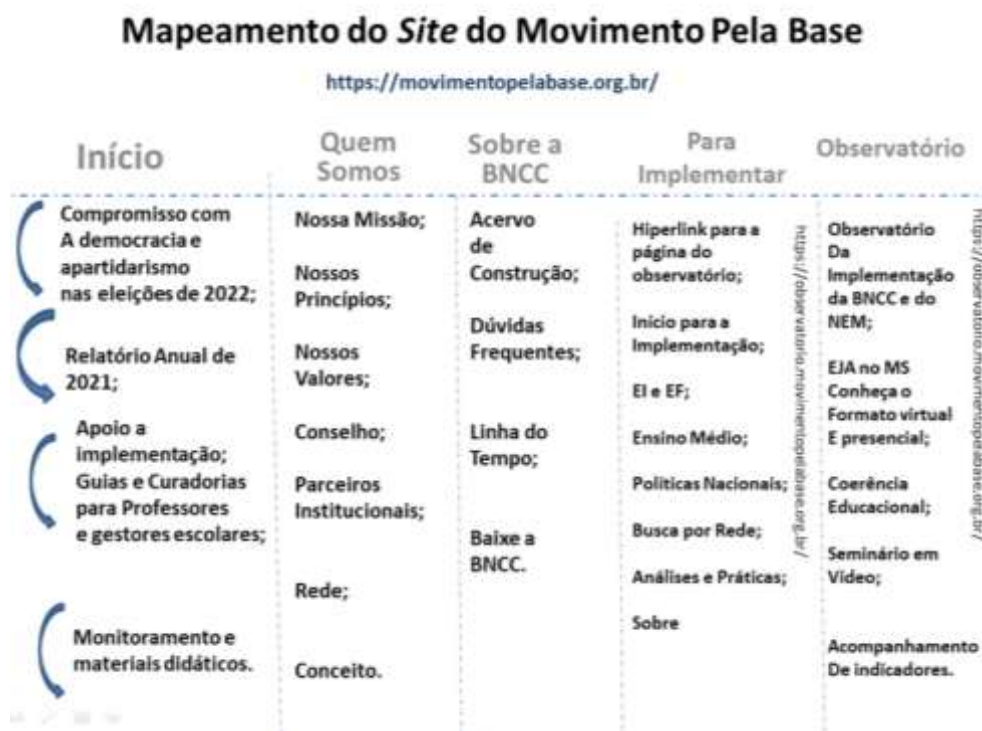 Mapeamento do Site do Movimento Pela Base
https://movimentopelabase.org.br/
Início
Compromisso com
A democracia e
apartidarismo
nas eleições de 2022;
Relatório Anual de
2021;
Apoio a
implementação;
Guias e Curadorias
para Professores
e gestores escolares;
Monitoramento e
materiais didáticos.
Quem
Somos
Nossa Missão;
Nossos
Princípios;
Nossos
Valores;
Conselho;
Parceiros
Institucionais;
Rede;
Conceito.
Sobre a
BNCC
Acervo
de
Construção;
Dúvidas
Frequentes;
Linha do
Tempo;
Baixe a
BNCC.
Para
Implementar
Hiperlink para a
página do
observatório;
Início para a
Implementação;
EI e EF;
Ensino Médio;
Políticas Nacionais;
Busca por Rede;
Análises e Práticas;
Sobre
https://observatorio.movimentopelabase.org.br/
Observatório
Observatório
Da
Implementação
da BNCC e do
NEM;
EJA no MS
Conheça o
Formato virtual
E presencial;
Coerência
Educacional;
Seminário em
Vídeo;
Acompanhamento
De indicadores.
https://observatorio.movimentopelabase.org.br//